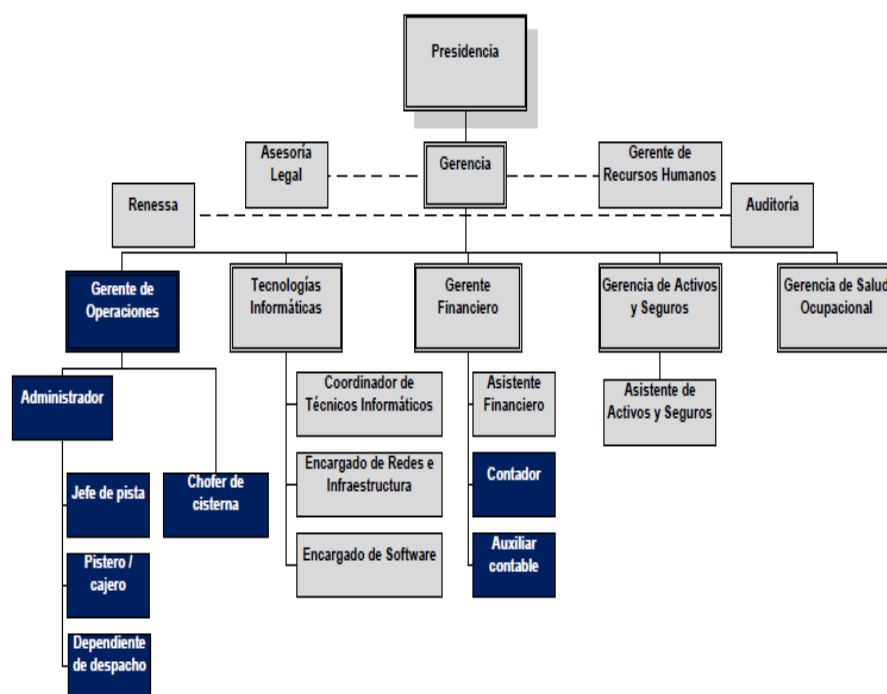 Presidencia
Asesoría
Legal
Gerencia
Gerente de
Recursos Humanos
Renessa
Auditoría
Gerente de
Operaciones
Tecnologías
Informáticas
Gerente
Financiero
Gerencia de Activos
y Seguros
Gerencia de Salud
Ocupacional
Administrador
Coordinador de
Técnicos Informáticos
Asistente
Financiero
Asistente de
Activos y Seguros
Jefe de pista
Chofer de
cisterna
Encargado de Redes e
Infraestructura
Contador
Pistero /
cajero
Encargado de Software
Auxiliar
contable
Dependiente
de despacho